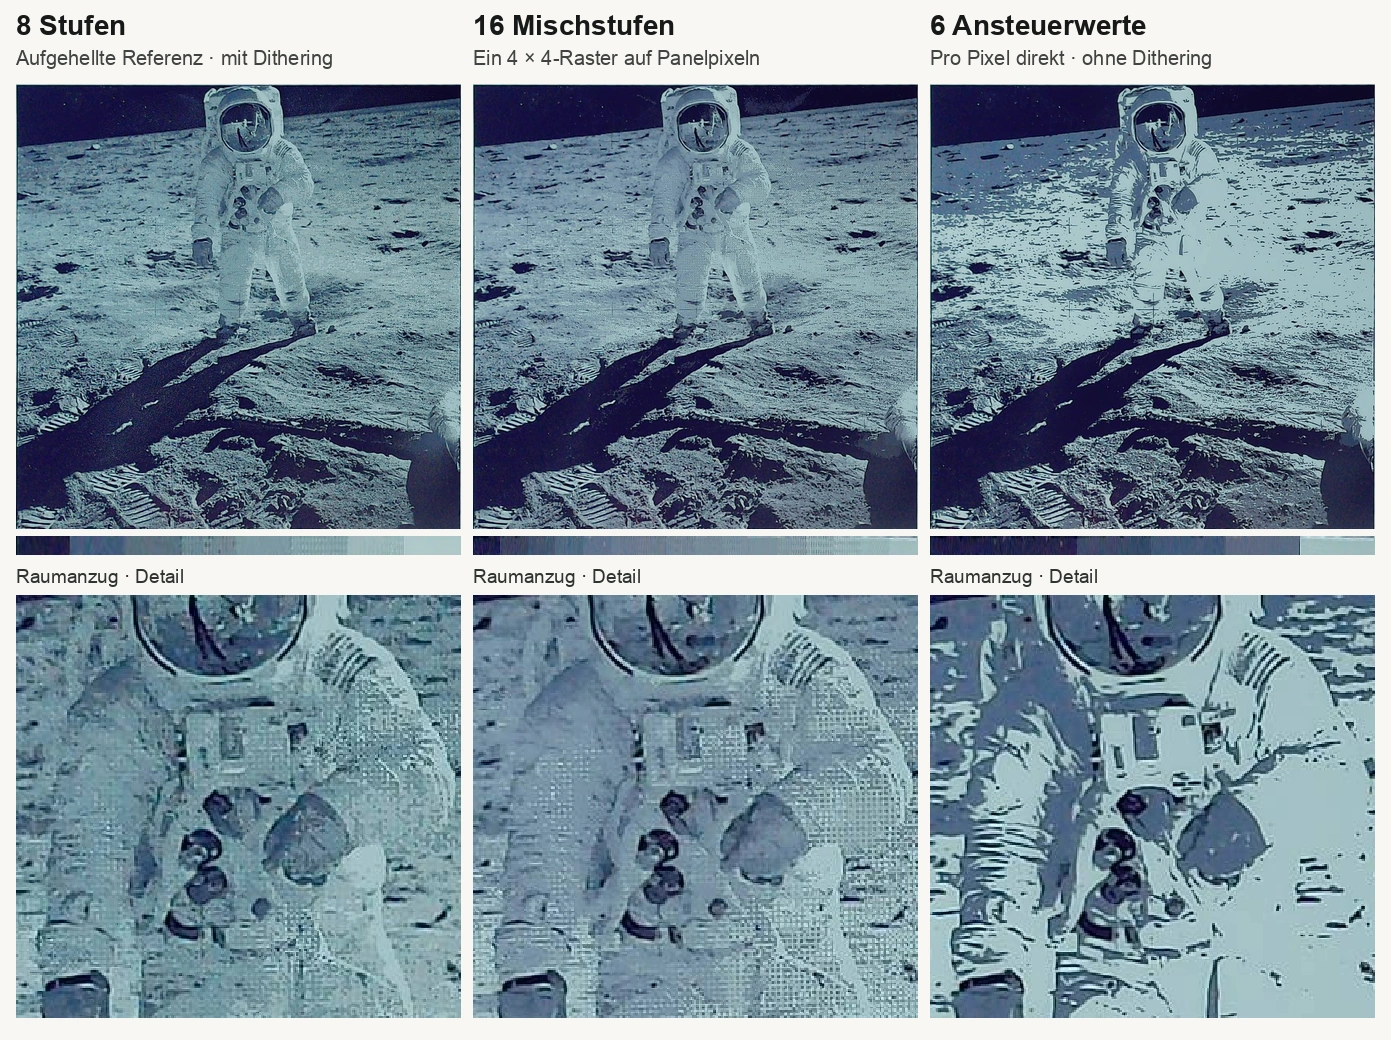 8 Stufen
Aufgehellte Referenz · mit Dithering
16 Mischstufen
Ein 4 × 4-Raster auf Panelpixeln
6 Ansteuerwerte
Pro Pixel direkt · ohne Dithering
Raumanzug · Detail
Raumanzug · Detail
Raumanzug · Detail